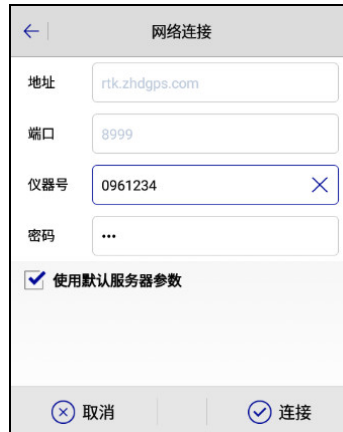 网络连接
地址 rtk.zhdgps.com
端口 8999
仪器号 0961234
密码 •••
使用默认服务器参数
取消 连接